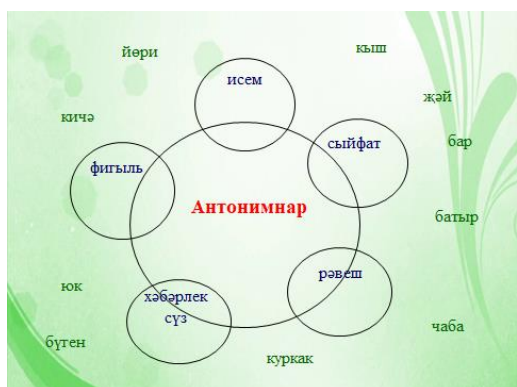 йөри
кыш
исем
җәй
кичә
сыйфат
бар
фигыль
Антонимнар
батыр
рәвеш
юк
хәбәрлек
сүз
чаба
бүген
куркак